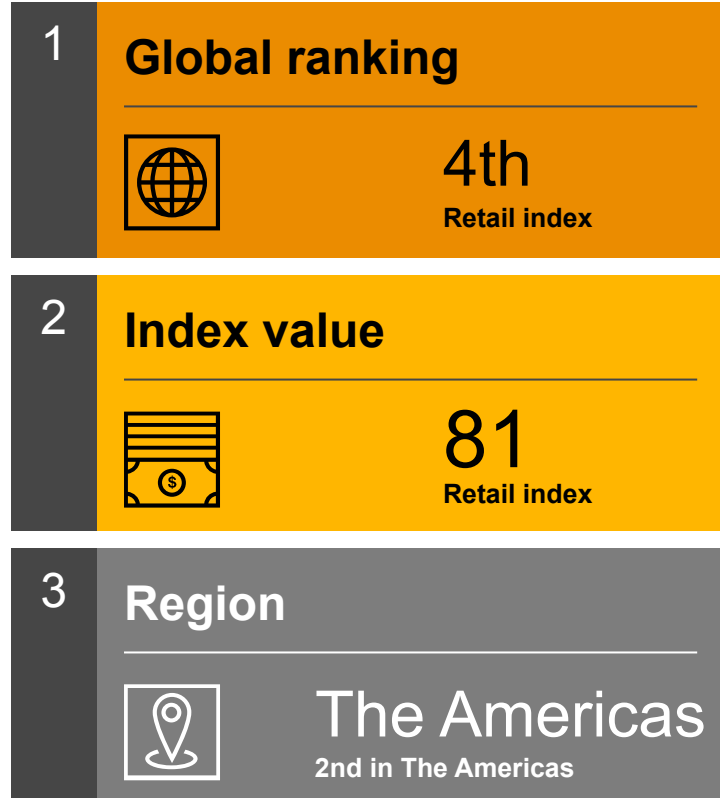 1
Global ranking
4th
Retail index
2
Index value
$
81
Retail index
3
Region
The Americas
2nd in The Americas